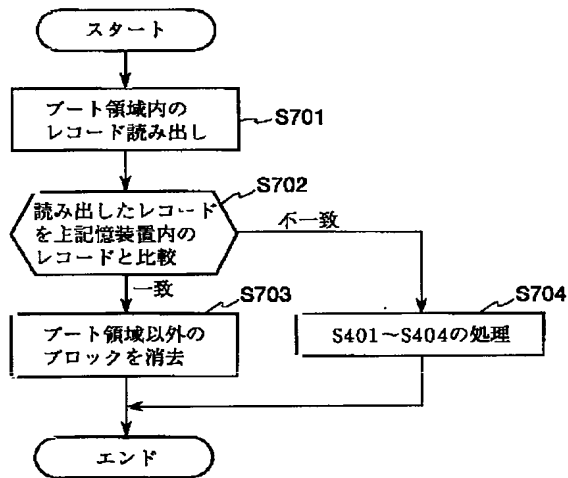 スタート
ブート領域内の
レコード読み出し
S701
S702
読み出したレコード
を上記憶装置内の
レコードと比較
不一致
一致
S703
S704
ブート領域以外の
ブロックを消去
S401～S404の処理
エンド